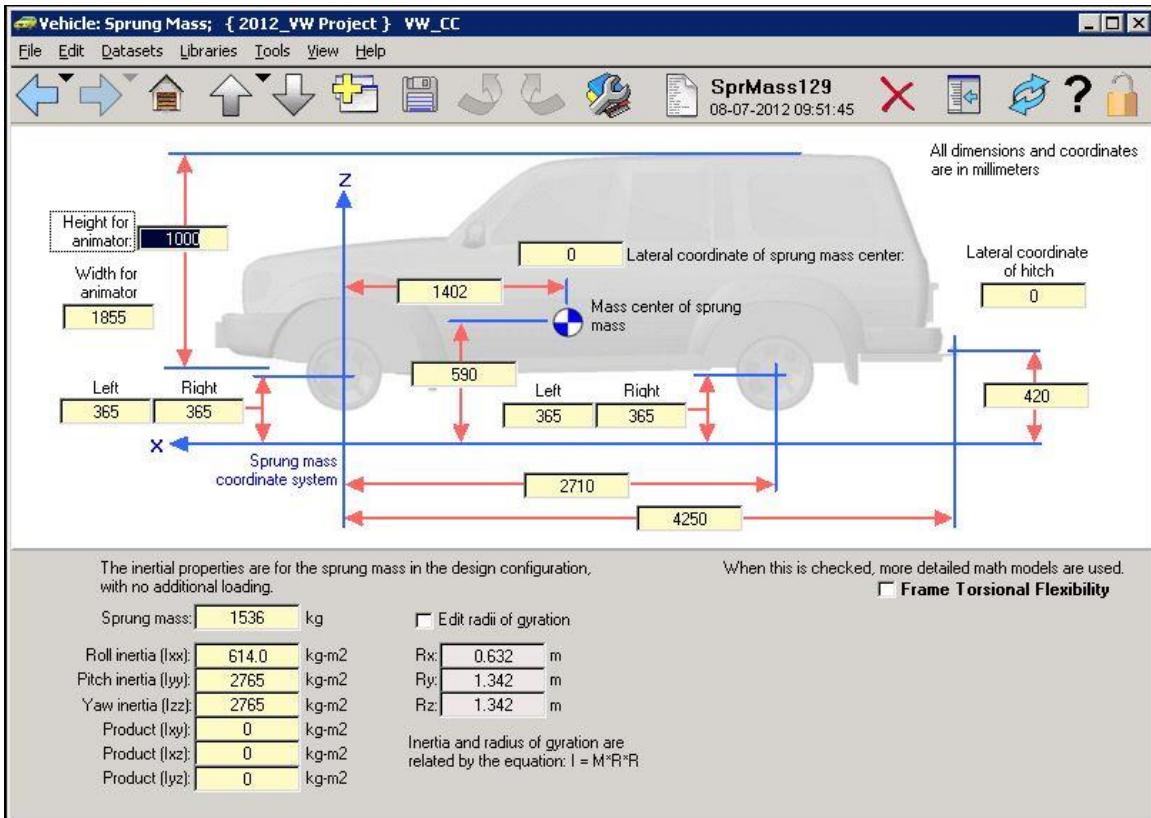 Vehicle: Sprung Mass; { 2012_VW Project } VW_CC
File Edit Datasets Libraries Tools View Help
SprMass129
08-07-2012 09:51:45
All dimensions and coordinates
are in millimeters
Z
Height for
animator:
1000
Width for
animator
1855
0
Lateral coordinate of sprung mass center:
Lateral coordinate
of hitch
0
1402
Mass center of sprung
mass
590
Left Right
365 365
Left Right
365 365
420
X
Sprung mass
coordinate system
2710
4250
The inertial properties are for the sprung mass in the design configuration,
with no additional loading.
When this is checked, more detailed math models are used.
Frame Torsional Flexibility
Sprung mass: 1536 kg
Edit radii of gyration
Roll inertia (Ixx): 614.0 kg-m2
Rx: 0.632 m
Pitch inertia (Iyy): 2765 kg-m2
Ry: 1.342 m
Yaw inertia (Izz): 2765 kg-m2
Rz: 1.342 m
Product (Ixy): 0 kg-m2
Product (Ixz): 0 kg-m2
Product (Iyz): 0 kg-m2
Inertia and radius of gyration are
related by the equation: I = M*R*R